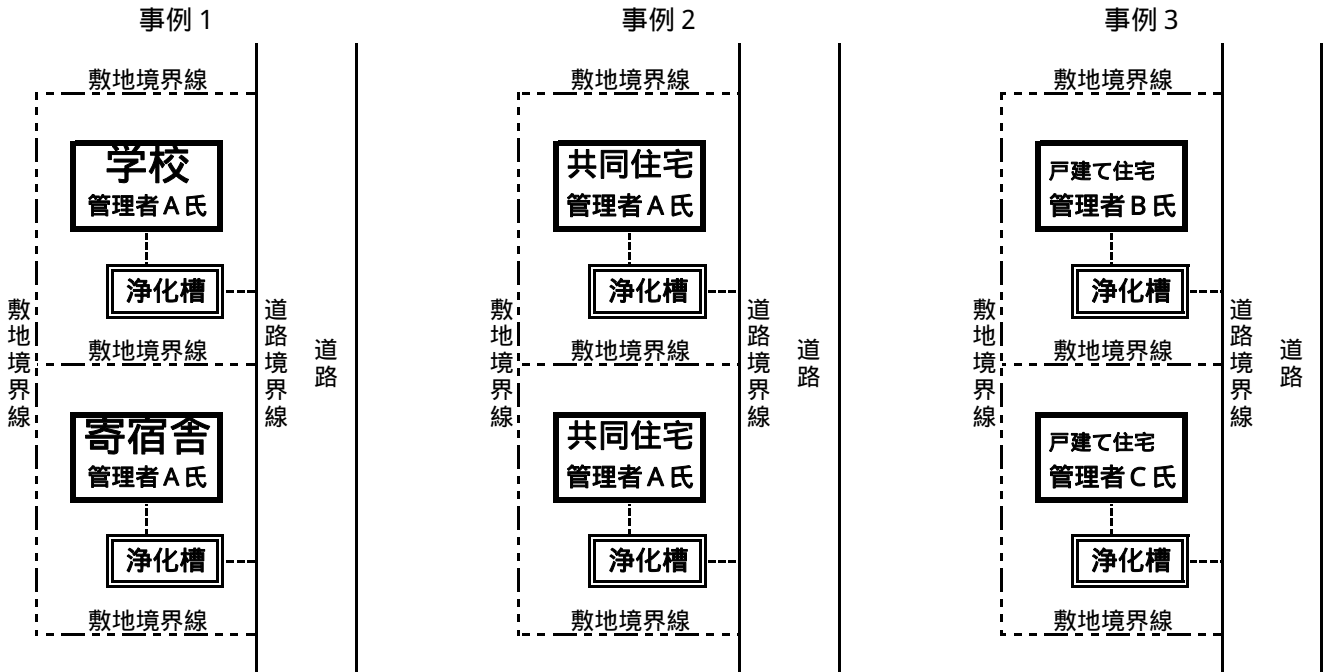 事例1
敷地境界線
学校
管理者A氏
浄化槽
敷地境界線
道路境界線
道路
敷地境界線
寄宿舎
管理者A氏
浄化槽
敷地境界線
事例2
敷地境界線
共同住宅
管理者A氏
浄化槽
敷地境界線
道路境界線
道路
敷地境界線
共同住宅
管理者A氏
浄化槽
敷地境界線
事例3
敷地境界線
戸建て住宅
管理者B氏
浄化槽
敷地境界線
道路境界線
道路
敷地境界線
戸建て住宅
管理者C氏
浄化槽
敷地境界線